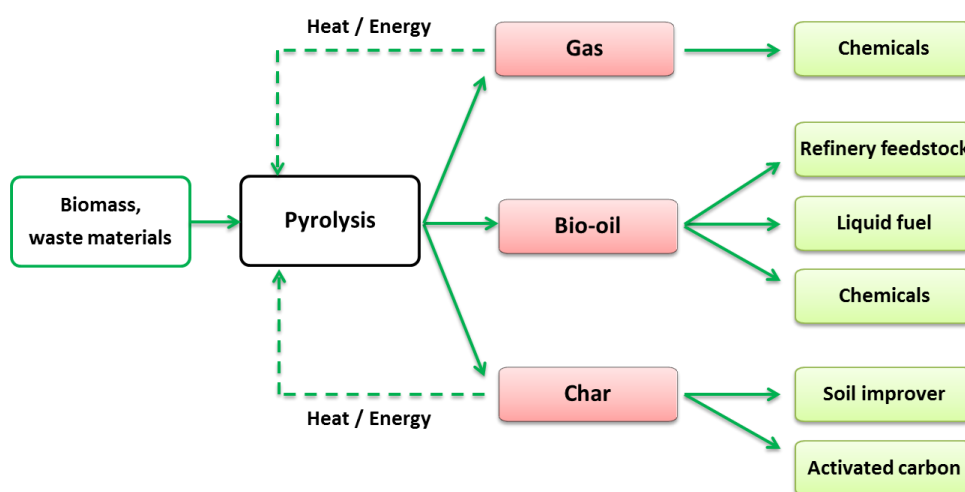 Heat / Energy
Gas
Chemicals
Refinery feedstock
Biomass,
waste materials
Pyrolysis
Bio-oil
Liquid fuel
Chemicals
Char
Soil improver
Heat / Energy
Activated carbon